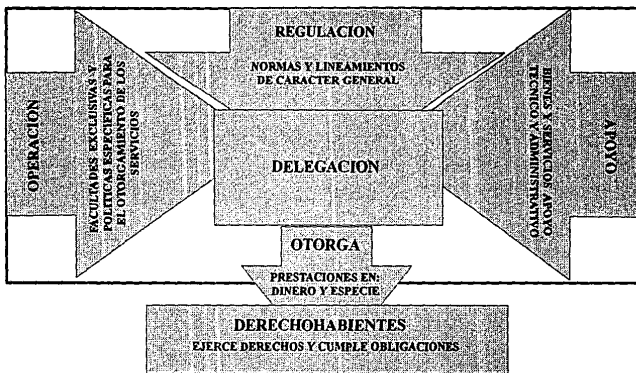 REGULACION
NORMAS Y LINEAMIENTOS
DE CARACTER GENERAL
OPERACIÓN
FACULTADES EXCLUSIVAS Y
POLITICAS ESPECIFICAS PARA
EL OTORGAMIENTO DE LOS
SERVICIOS
DELEGACION
BIENES Y SERVICIOS APOYO
TECNICO Y ADMINISTRATIVO
APOYO
OTORGA
PRESTACIONES EN:
DINERO Y ESPECIE
DERECHOHABIENTES
EJERCE DERECHOS Y CUMPLE OBLIGACIONES